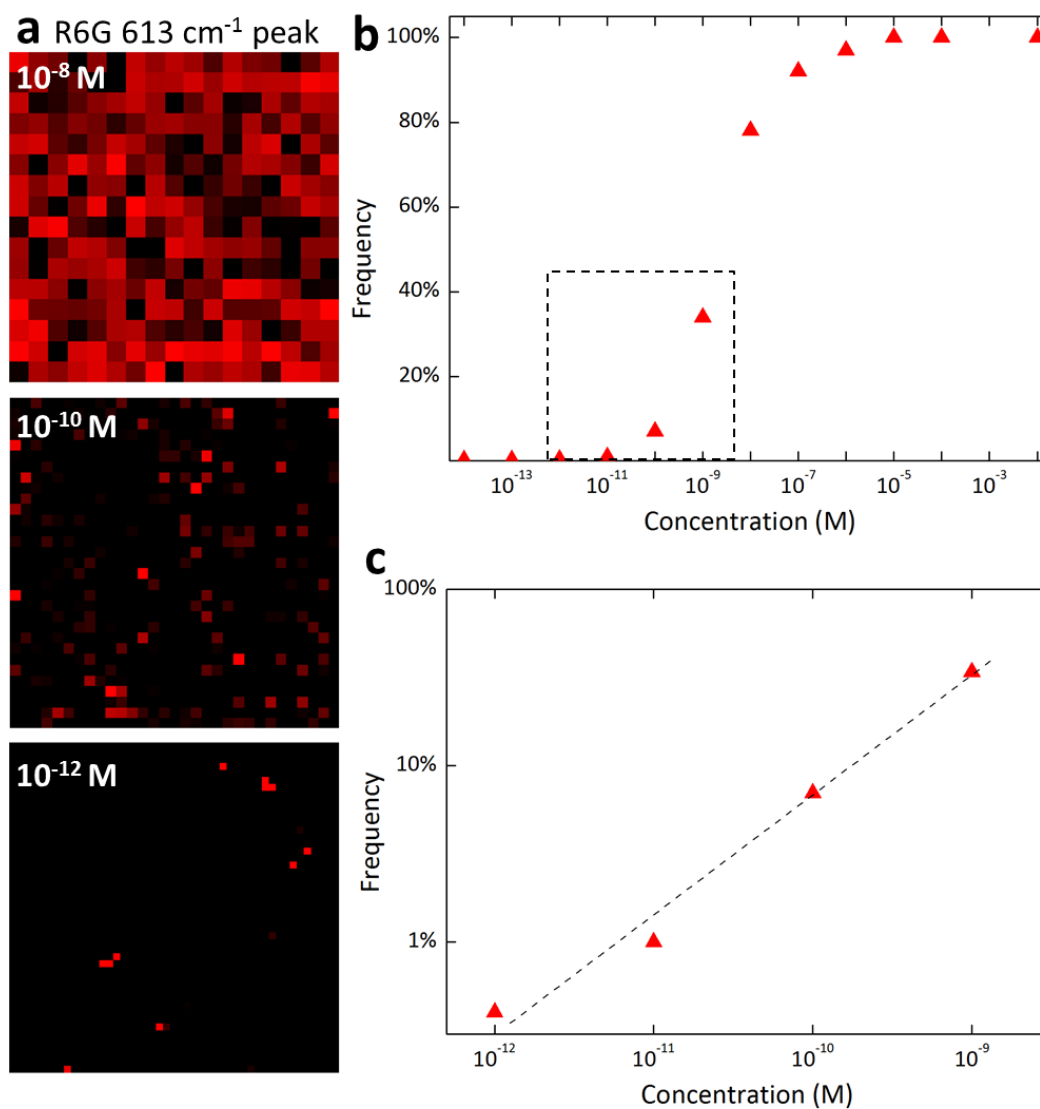 a R6G 613 cm⁻¹ peak
10⁻⁸ M
10⁻¹⁰ M
10⁻¹² M
b
100%
80%
60%
40%
20%
Frequency
10⁻¹³
10⁻¹¹
10⁻⁹
10⁻⁷
10⁻⁵
10⁻³
Concentration (M)
c
100%
10%
1%
Frequency
10⁻¹²
10⁻¹¹
10⁻¹⁰
10⁻⁹
Concentration (M)